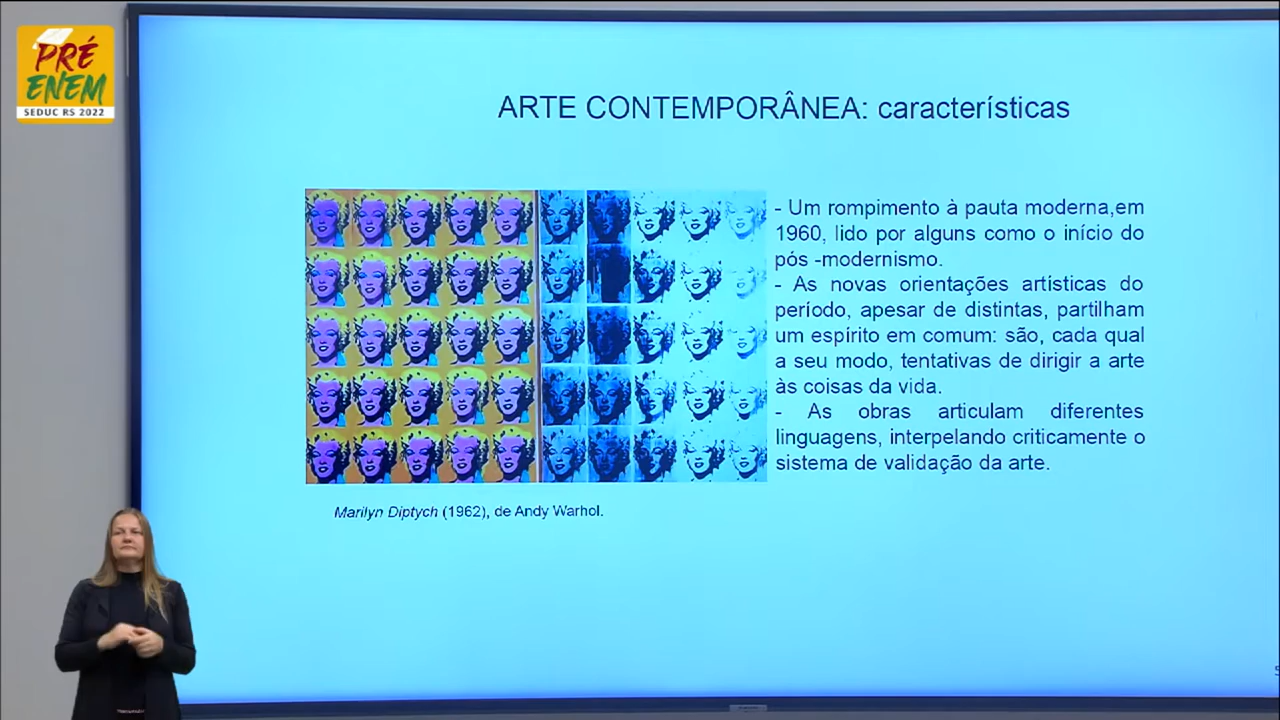 PRÉ
ENEM
SEDUC RS 2022
ARTE CONTEMPORÂNEA: características
- Um rompimento à pauta moderna,em
1960, lido por alguns como o início do
pós -modernismo.
- As novas orientações artísticas do
período, apesar de distintas, partilham
um espírito em comum: são, cada qual
a seu modo, tentativas de dirigir a arte
às coisas da vida.
- As obras articulam diferentes
linguagens, interpelando criticamente o
sistema de validação da arte.
Marilyn Diptych (1962), de Andy Warhol.